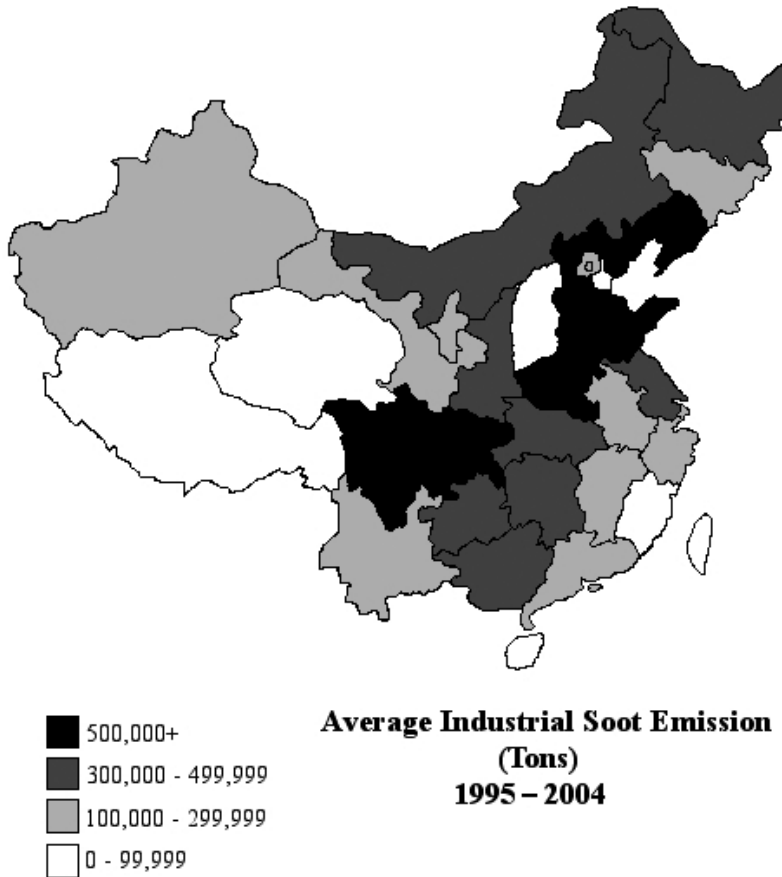 500,000+
300,000 - 499,999
100,000 - 299,999
0 - 99,999
Average Industrial Soot Emission
(Tons)
1995 – 2004